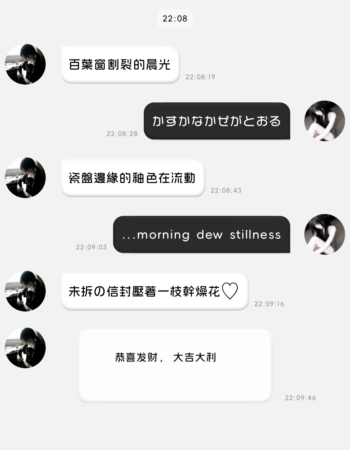 22:08
百葉窗割裂的晨光
22:08:19
かすかなかぜがとおる
22:08:28
瓷盤邊緣的釉色在流動
22:08:43
...morning dew stillness
22:09:03
未拆の信封壓著一枝幹燥花♡
22:09:16
恭喜发财，大吉大利
22:09:46